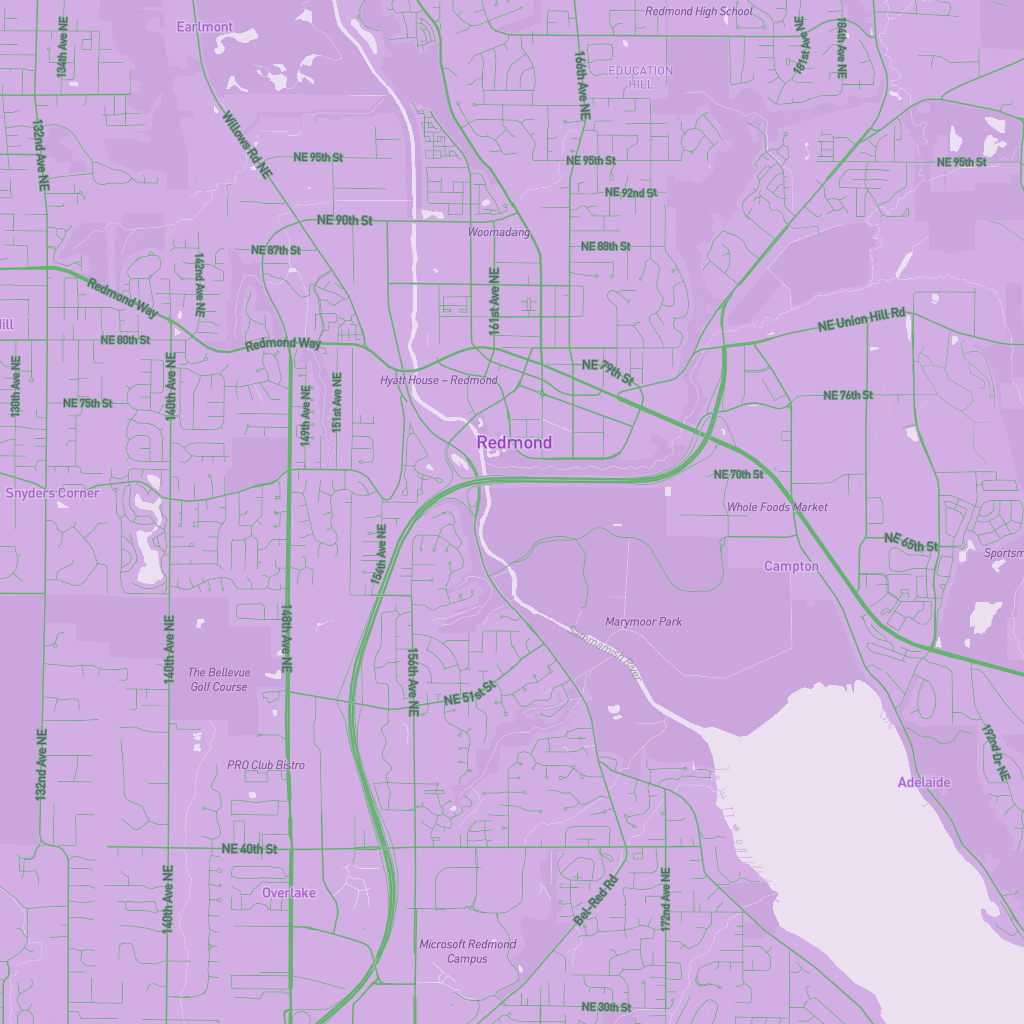 Redmond High School
Earlmont
134th Ave NE
166th Ave NE
181st Ave NE
184th Ave NE
EDUCATION
HILL
132nd Ave NE
Willows Rd NE
NE 95th St
NE 95th St
NE 95th St
NE 92nd St
NE 90th St
Woomadang
NE 87th St
NE 88th St
142nd Ave NE
161st Ave NE
Redmond Way
NE Union Hill Rd
Hill
NE 80th St
Redmond Way
NE 79th St
130th Ave NE
140th Ave NE
149th Ave NE
151st Ave NE
Hyatt House – Redmond
NE 75th St
NE 76th St
Redmond
NE 70th St
Snyders Corner
Whole Foods Market
154th Ave NE
NE 65th St
Sportsm
Campton
148th Ave NE
140th Ave NE
Marymoor Park
Sammamish River
156th Ave NE
The Bellevue
Golf Course
NE 51st St
132nd Ave NE
192nd Dr NE
PRO Club Bistro
Adelaide
NE 40th St
Overlake
140th Ave NE
Bel-Red Rd
172nd Ave NE
Microsoft Redmond
Campus
NE 30th St